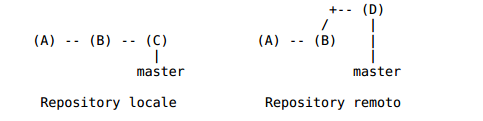 +-- (D)
/ |
(A) -- (B) -- (C) (A) -- (B) |
| |
master master
Repository locale Repository remoto